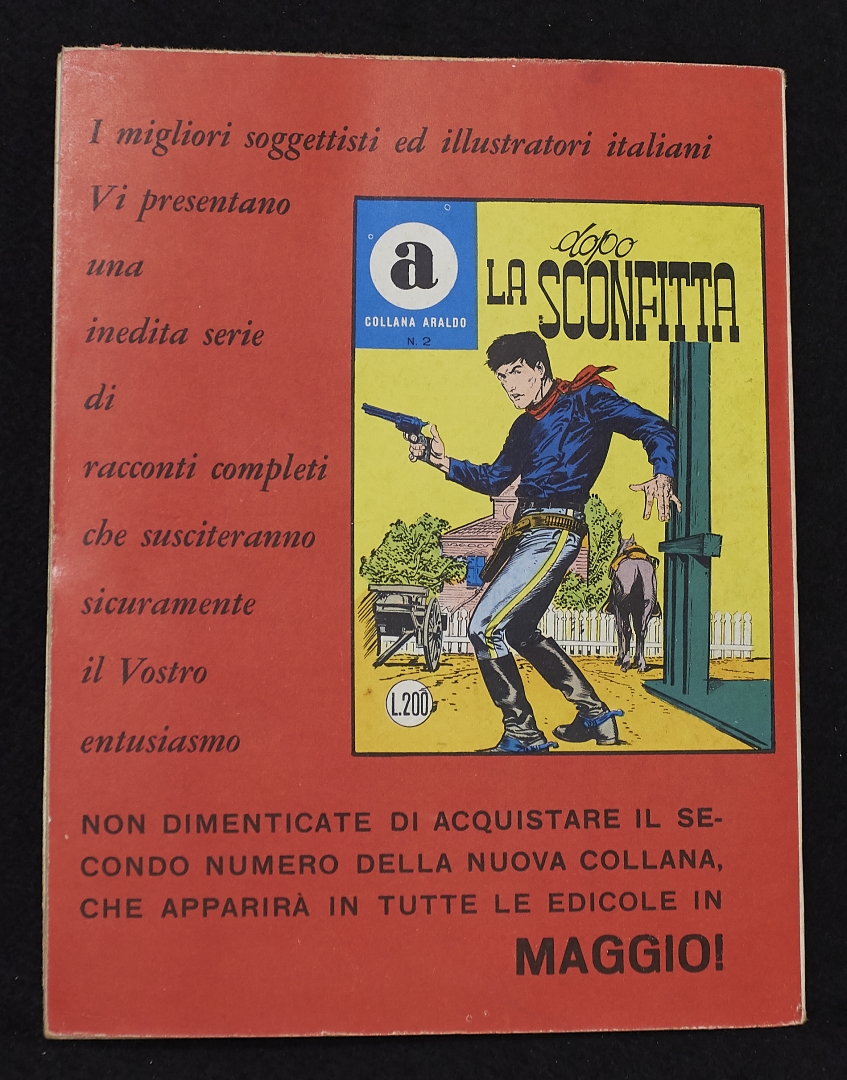 I migliori soggettisti ed illustratori italiani
Vi presentano
una
inedita serie
di
racconti completi
che susciteranno
sicuramente
il Vostro
entusiasmo
a
COLLANA ARALDO
N. 2
dopo
LA SCONFITTA
L.200
NON DIMENTICATE DI ACQUISTARE IL SE-
CONDO NUMERO DELLA NUOVA COLLANA,
CHE APPARIRÀ IN TUTTE LE EDICOLE IN
MAGGIO!